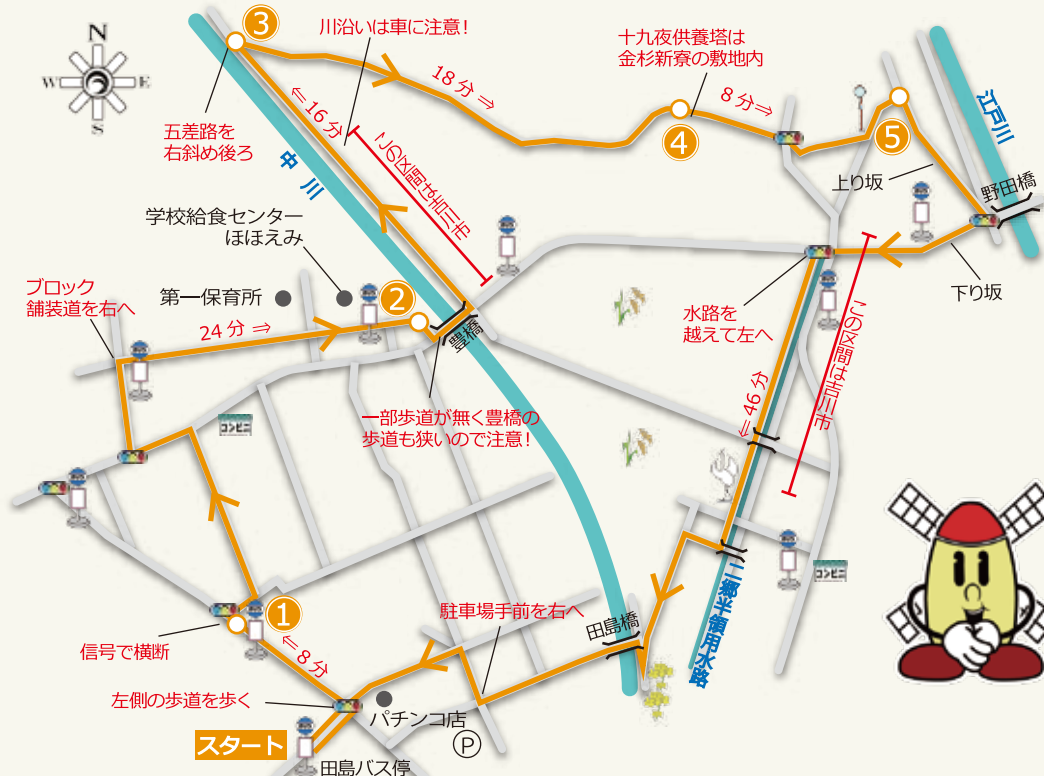 N
W
E
S
③
川沿いは車に注意！
五差路を
右斜め後ろ
⇐16分
18分⇒
十九夜供養塔は
金杉新寮の敷地内
8分⇒
④
⑤
江戸川
上り坂
野田橋
下り坂
中川
この区間は吉川市
学校給食センター
ほほえみ
第一保育所
②
ブロック
舗装道を右へ
24分⇒
豊橋
一部歩道が無く豊橋の
歩道も狭いので注意！
コンビニ
水路を
越えて左へ
この区間は吉川市
⇐46分
コンビニ
二郷半領用水路
田島橋
駐車場手前を右へ
①
信号で横断
⇐8分
左側の歩道を歩く
パチンコ店
P
スタート
田島バス停